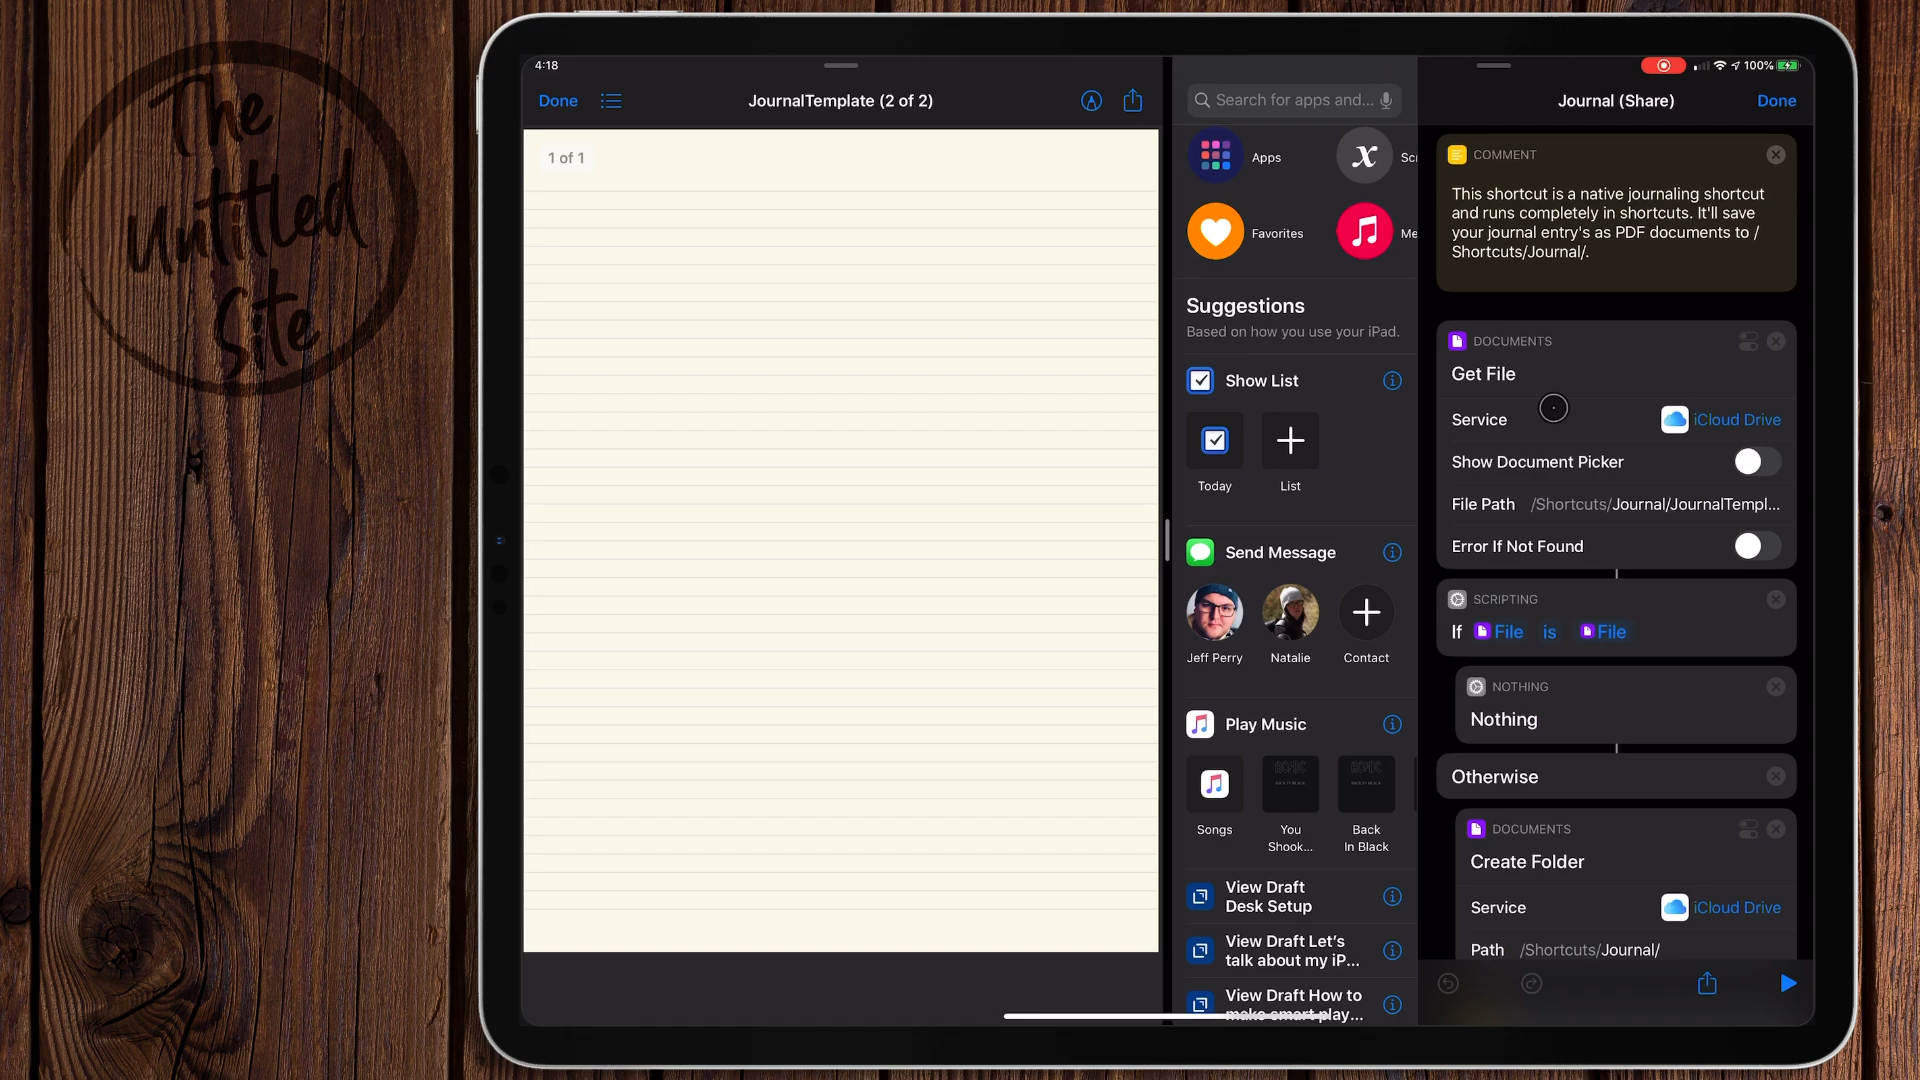 The
Untitled
Site
4:18
100%
Done
JournalTemplate (2 of 2)
1 of 1
Search for apps and...
Apps
Sc
Favorites
Me
Suggestions
Based on how you use your iPad.
Show List
Today
List
Send Message
Jeff Perry
Natalie
Contact
Play Music
Songs
You
Shook...
Back
In Black
View Draft
Desk Setup
View Draft Let's
talk about my iP...
View Draft How to
make smart play...
Journal (Share)
Done
COMMENT
This shortcut is a native journaling shortcut
and runs completely in shortcuts. It'll save
your journal entry's as PDF documents to /
Shortcuts/Journal/.
DOCUMENTS
Get File
Service
iCloud Drive
Show Document Picker
File Path /Shortcuts/Journal/JournalTempl...
Error If Not Found
SCRIPTING
If File is File
NOTHING
Nothing
Otherwise
DOCUMENTS
Create Folder
Service
iCloud Drive
Path /Shortcuts/Journal/